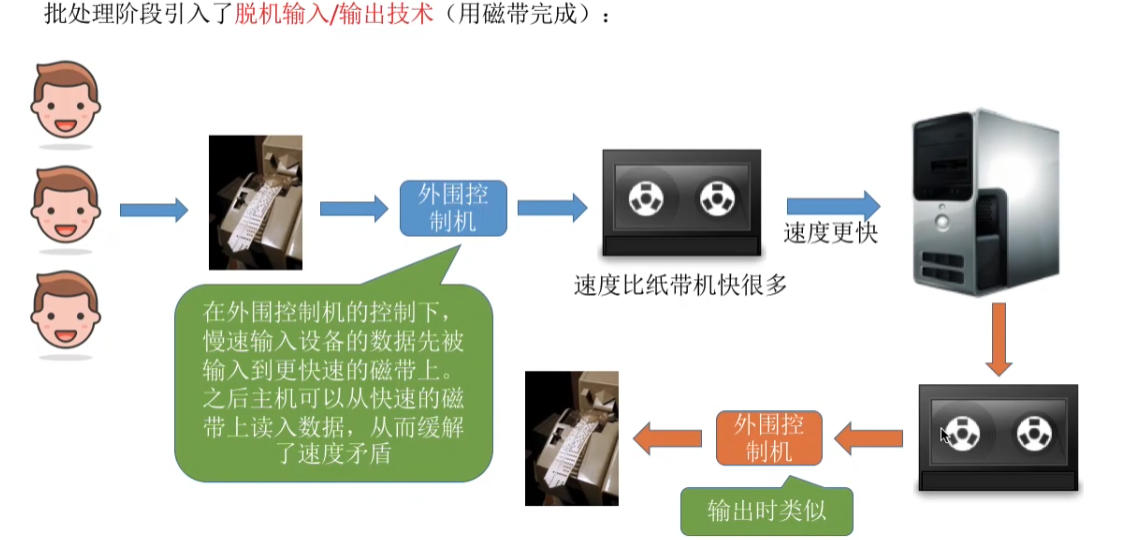 批处理阶段引入了脱机输入/输出技术（用磁带完成）：
外围控
制机
速度更快
速度比纸带机快很多
在外围控制机的控制下，
慢速输入设备的数据先被
输入到更快速的磁带上。
之后主机可以从快速的磁
带上读入数据，从而缓解
了速度矛盾
外围控
制机
输出时类似